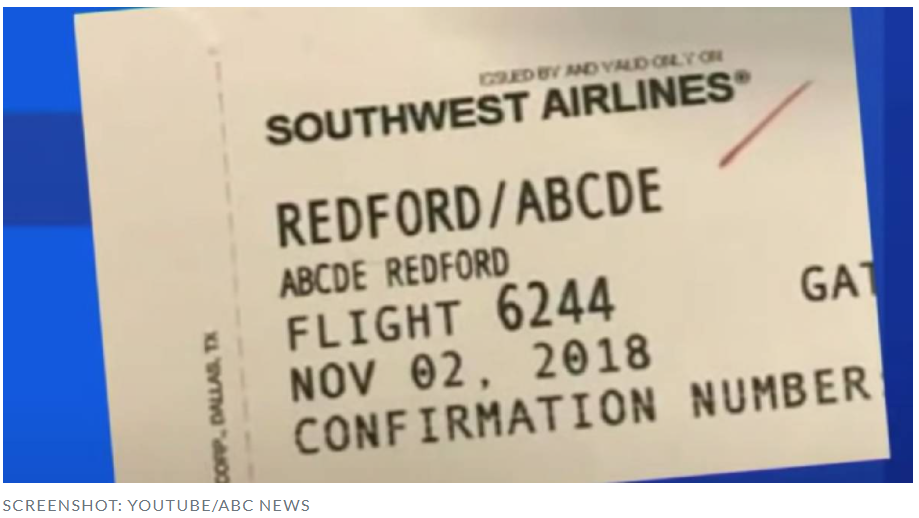 ISSUED BY AND VALID ONLY ON
SOUTHWEST AIRLINES®
REDFORD/ABCDE
ABCDE REDFORD
FLIGHT 6244
GAT
NOV 02, 2018
CONFIRMATION NUMBER:
CORP., DALLAS, TX
SCREENSHOT: YOUTUBE/ABC NEWS